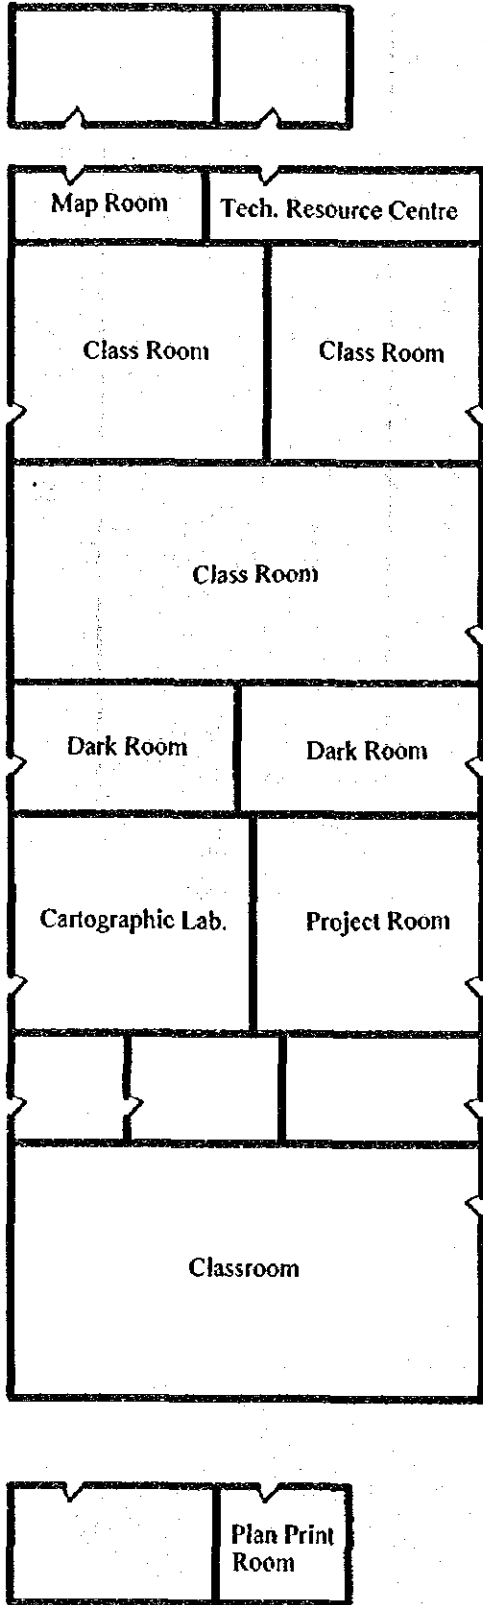 Map Room
Tech. Resource Centre
Class Room
Class Room
Class Room
Dark Room
Dark Room
Cartographic Lab.
Project Room
Classroom
Plan Print
Room